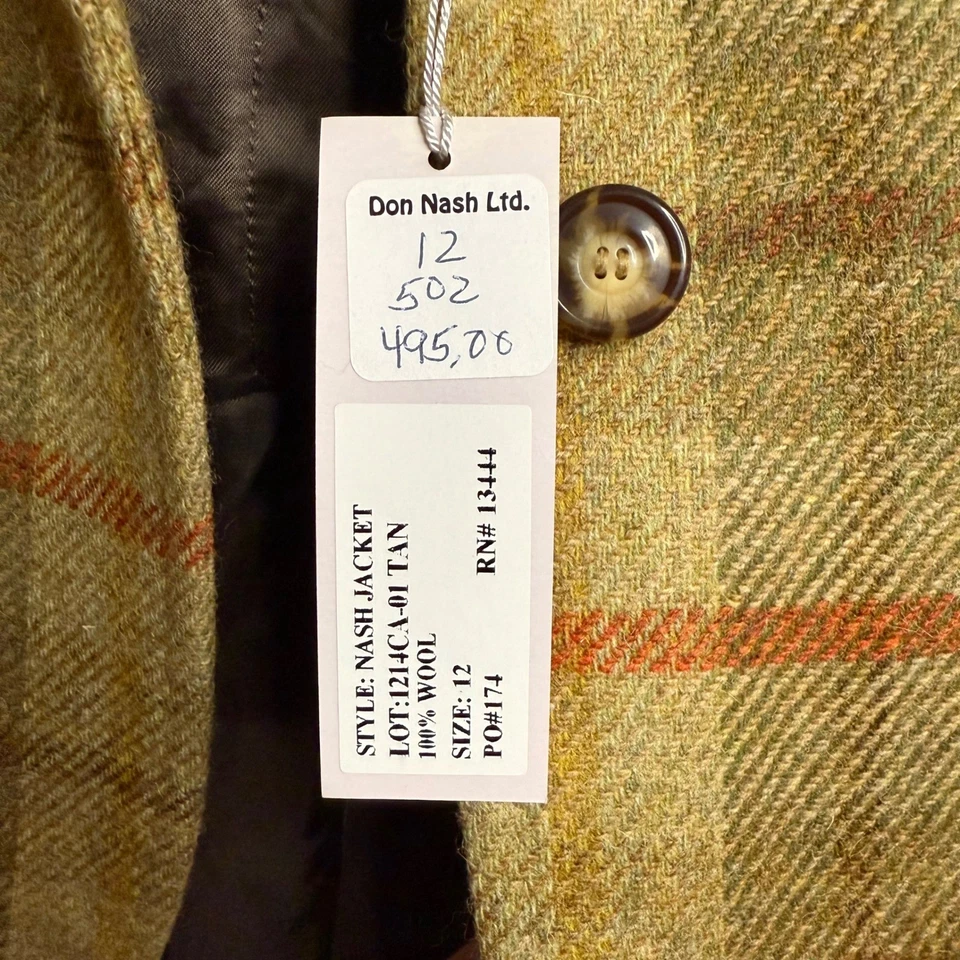 Don Nash Ltd.
12
502
495.00
STYLE: NASH JACKET
LOT:1214CA-01 TAN
100% WOOL
SIZE: 12
PO#174 RN# 13444